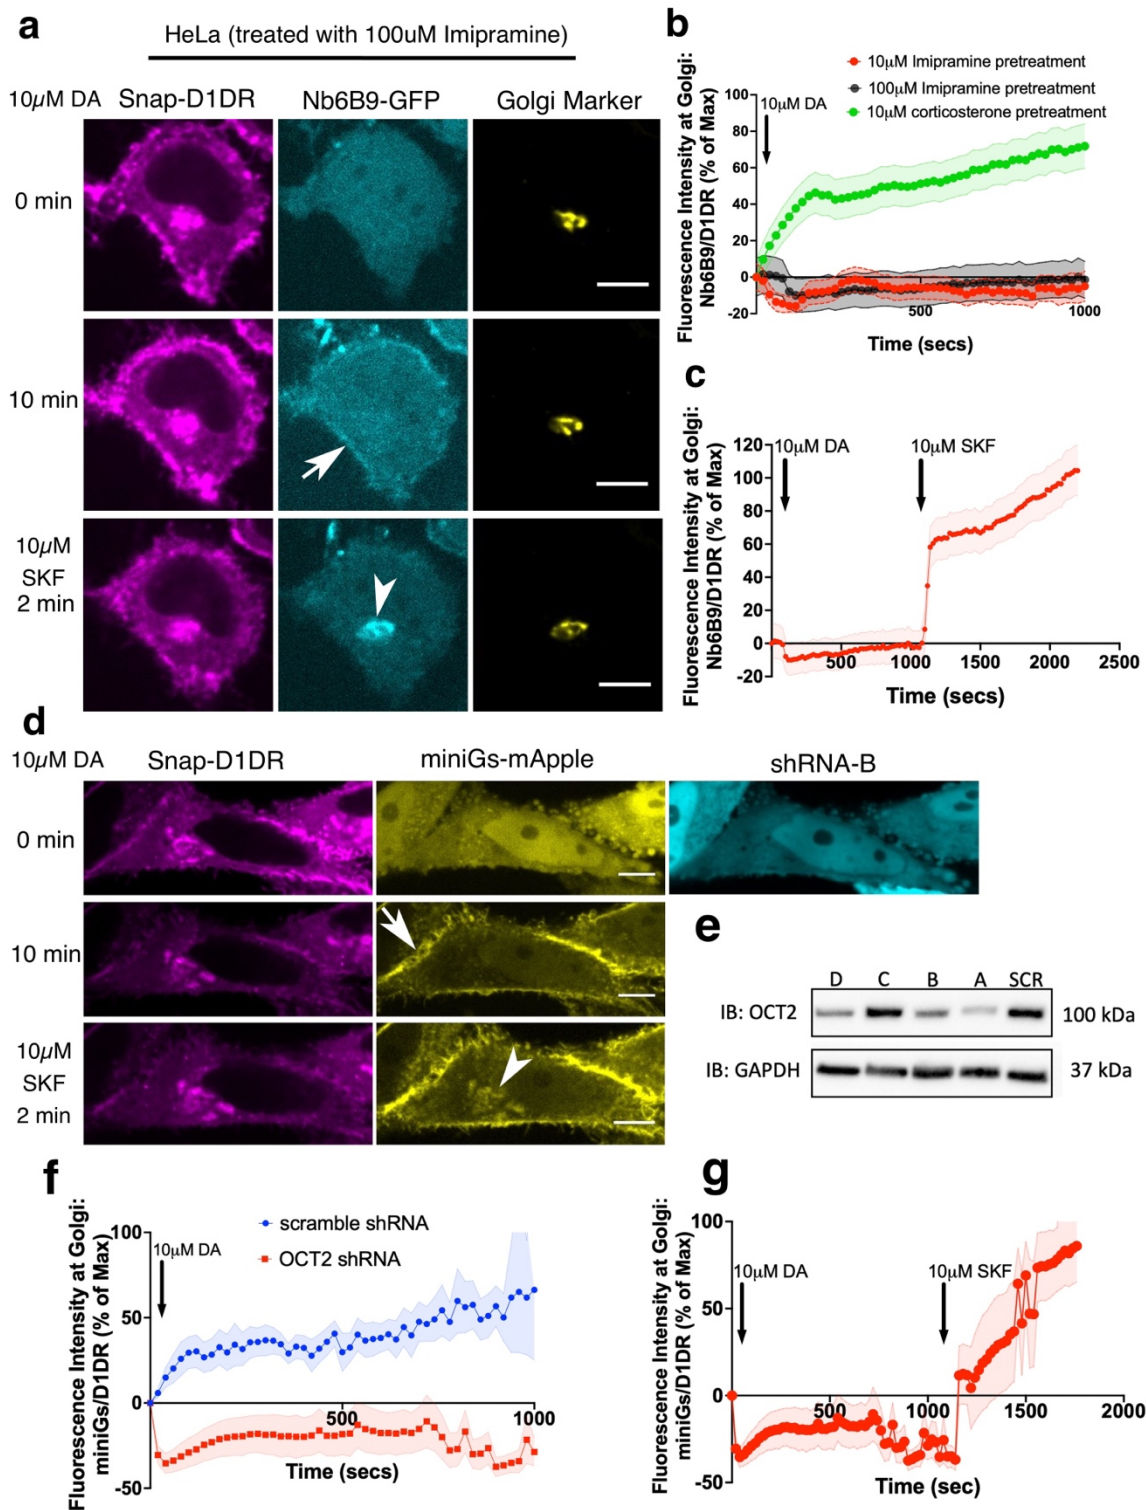 a
HeLa (treated with 100uM Imipramine)
10µM DA Snap-D1DR Nb6B9-GFP Golgi Marker
0 min
10 min
10µM
SKF
2 min
b
10µM Imipramine pretreatment
100µM Imipramine pretreatment
10µM corticosterone pretreatment
10µM DA
Fluorescence Intensity at Golgi:
Nb6B9/D1DR (% of Max)
100
80
60
40
20
0
-20
500
1000
Time (secs)
c
10µM DA
10µM SKF
Fluorescence Intensity at Golgi:
Nb6B9/D1DR (% of Max)
120
100
80
60
40
20
0
-20
500 1000 1500 2000 2500
Time (secs)
d
10µM DA Snap-D1DR miniGs-mApple shRNA-B
0 min
10 min
10µM
SKF
2 min
e
D C B A SCR
IB: OCT2 100 kDa
IB: GAPDH 37 kDa
f
scramble shRNA
OCT2 shRNA
10µM DA
Fluorescence Intensity at Golgi:
miniGs/D1DR (% of Max)
100
50
0
-50
500 1000
Time (secs)
g
10µM DA
10µM SKF
Fluorescence Intensity at Golgi:
miniGs/D1DR (% of Max)
100
50
0
-50
500 1000 1500 2000
Time (sec)